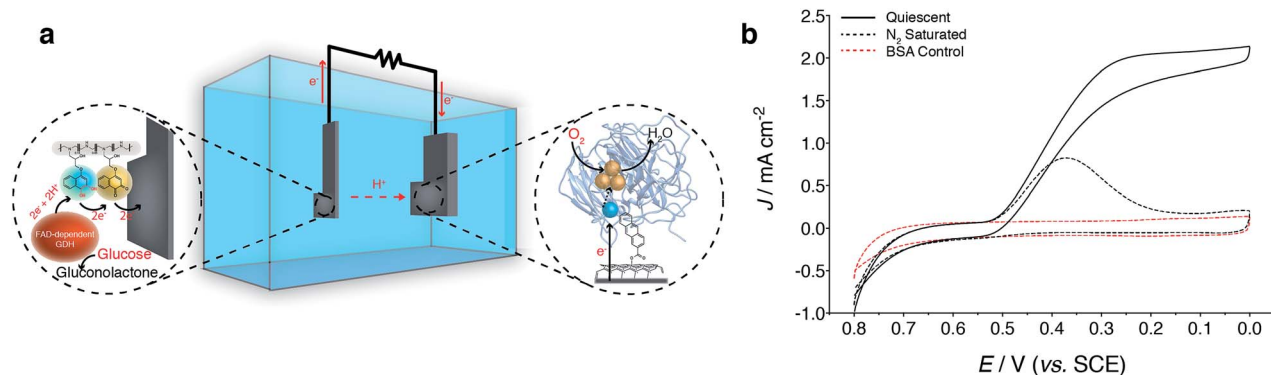 a
e-
e-
H+
2e- + 2H+
2e-
2e-
FAD-dependent
GDH
Glucose
Gluconolactone
O2
H2O
e-
b
Quiescent
N2 Saturated
BSA Control
2.5
2.0
1.5
1.0
0.5
0.0
-0.5
-1.0
J / mA cm-2
0.8 0.7 0.6 0.5 0.4 0.3 0.2 0.1 0.0
E / V (vs. SCE)